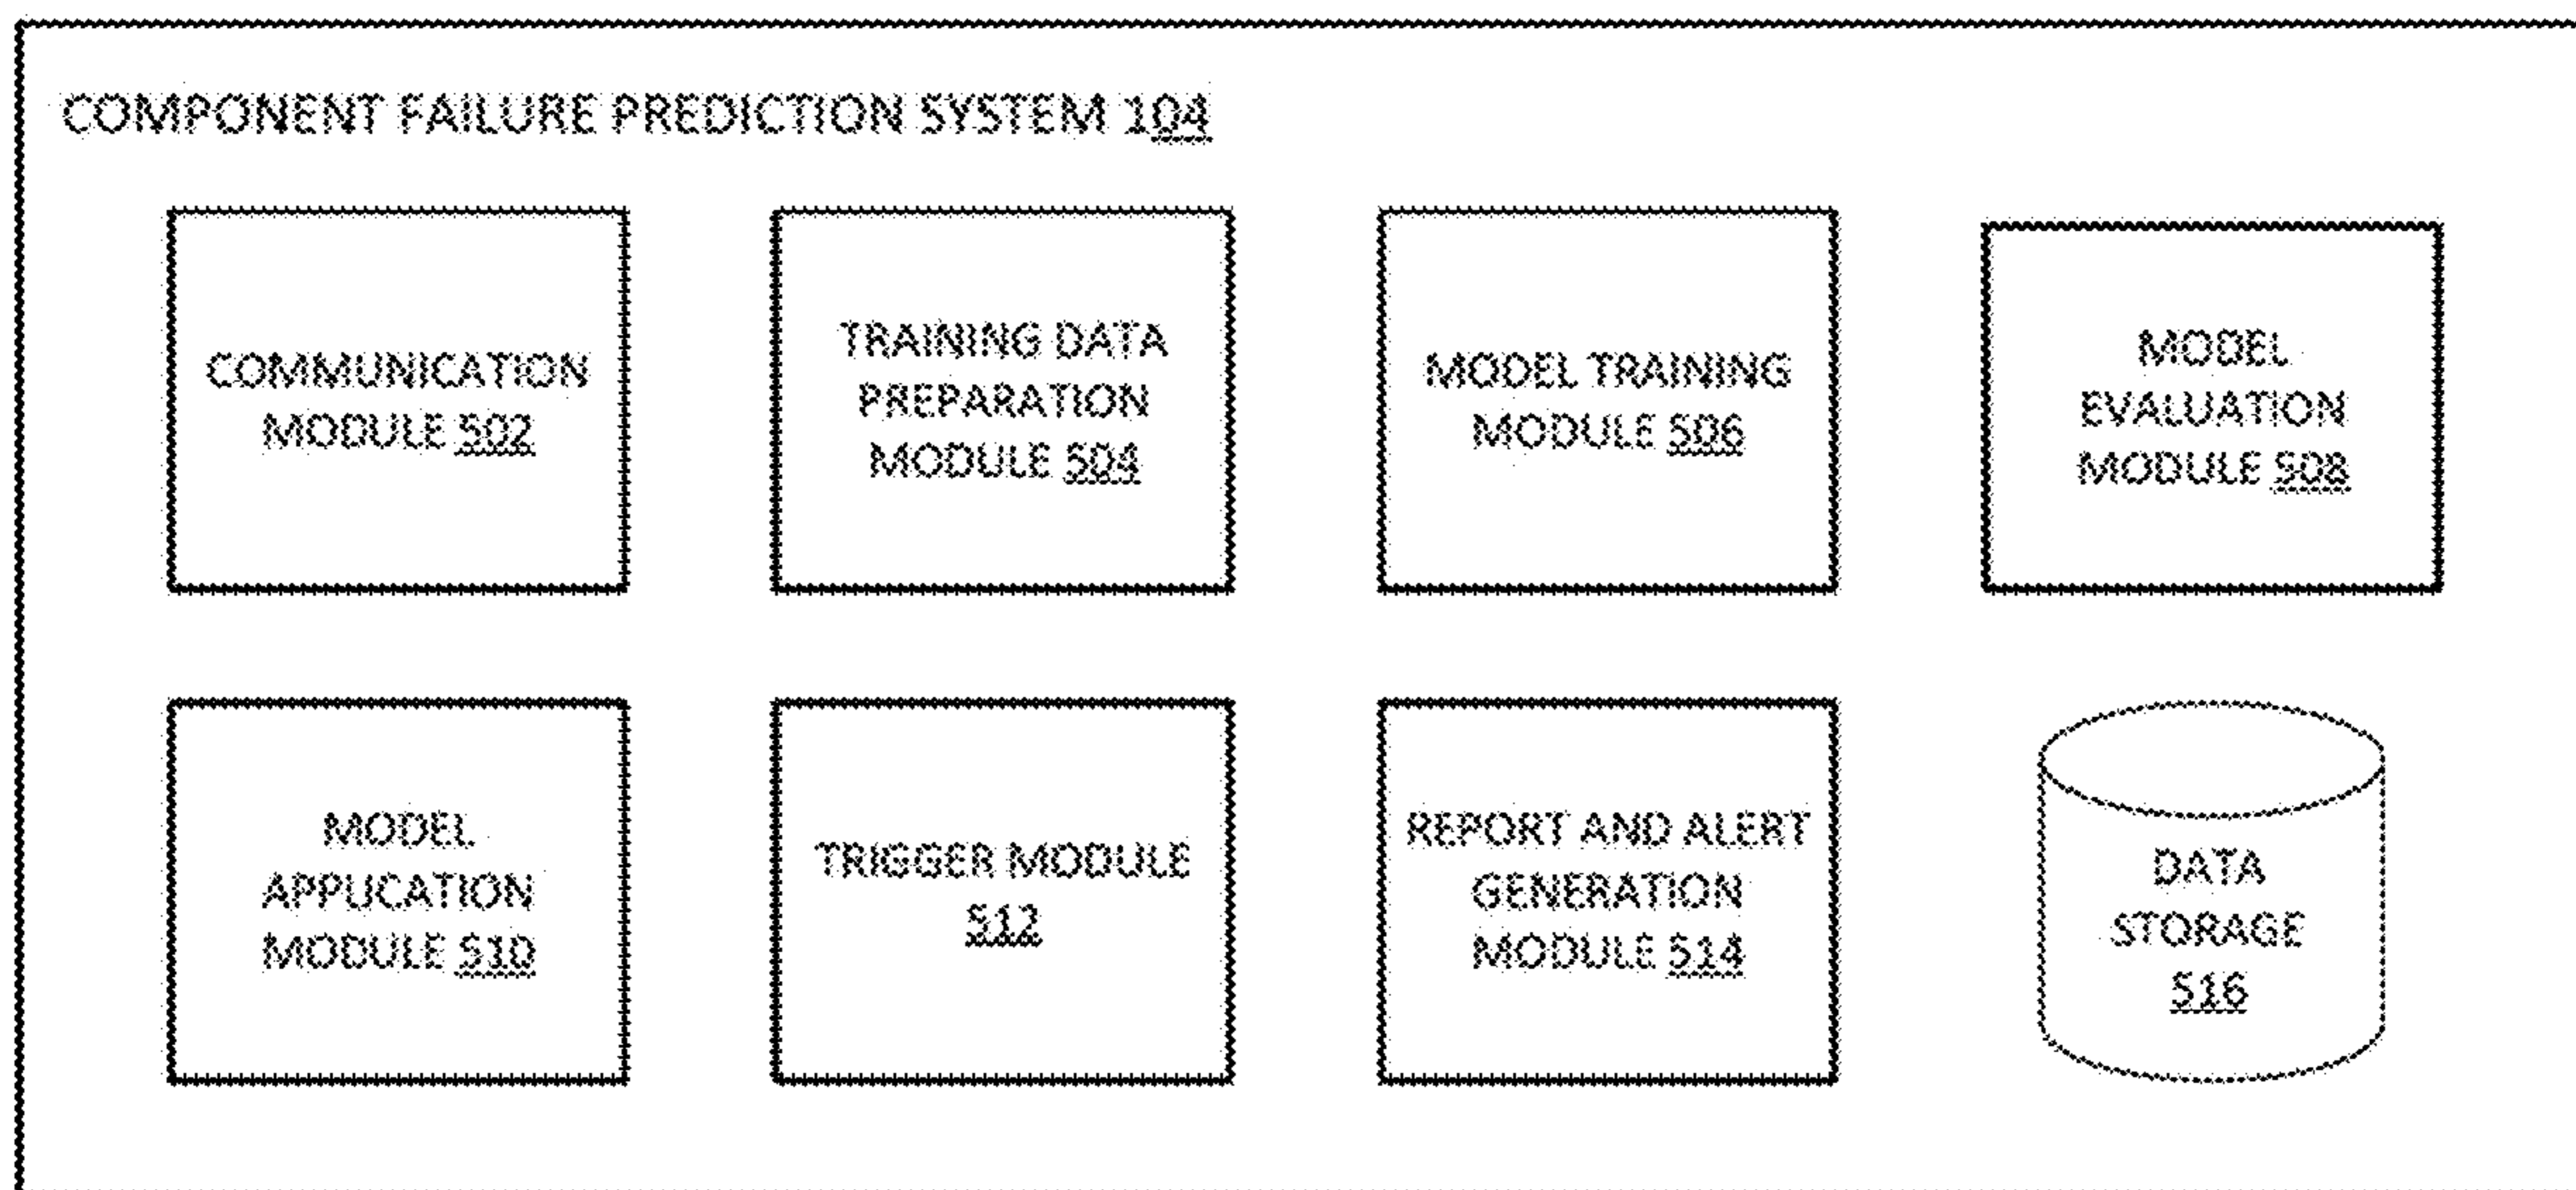 COMPONENT FAILURE PREDICTION SYSTEM 104
COMMUNICATION
MODULE 502
TRAINING DATA
PREPARATION
MODULE 504
MODEL TRAINING
MODULE 506
MODEL
EVALUATION
MODULE 508
MODEL
APPLICATION
MODULE 510
TRIGGER MODULE
512
REPORT AND ALERT
GENERATION
MODULE 514
DATA
STORAGE
516